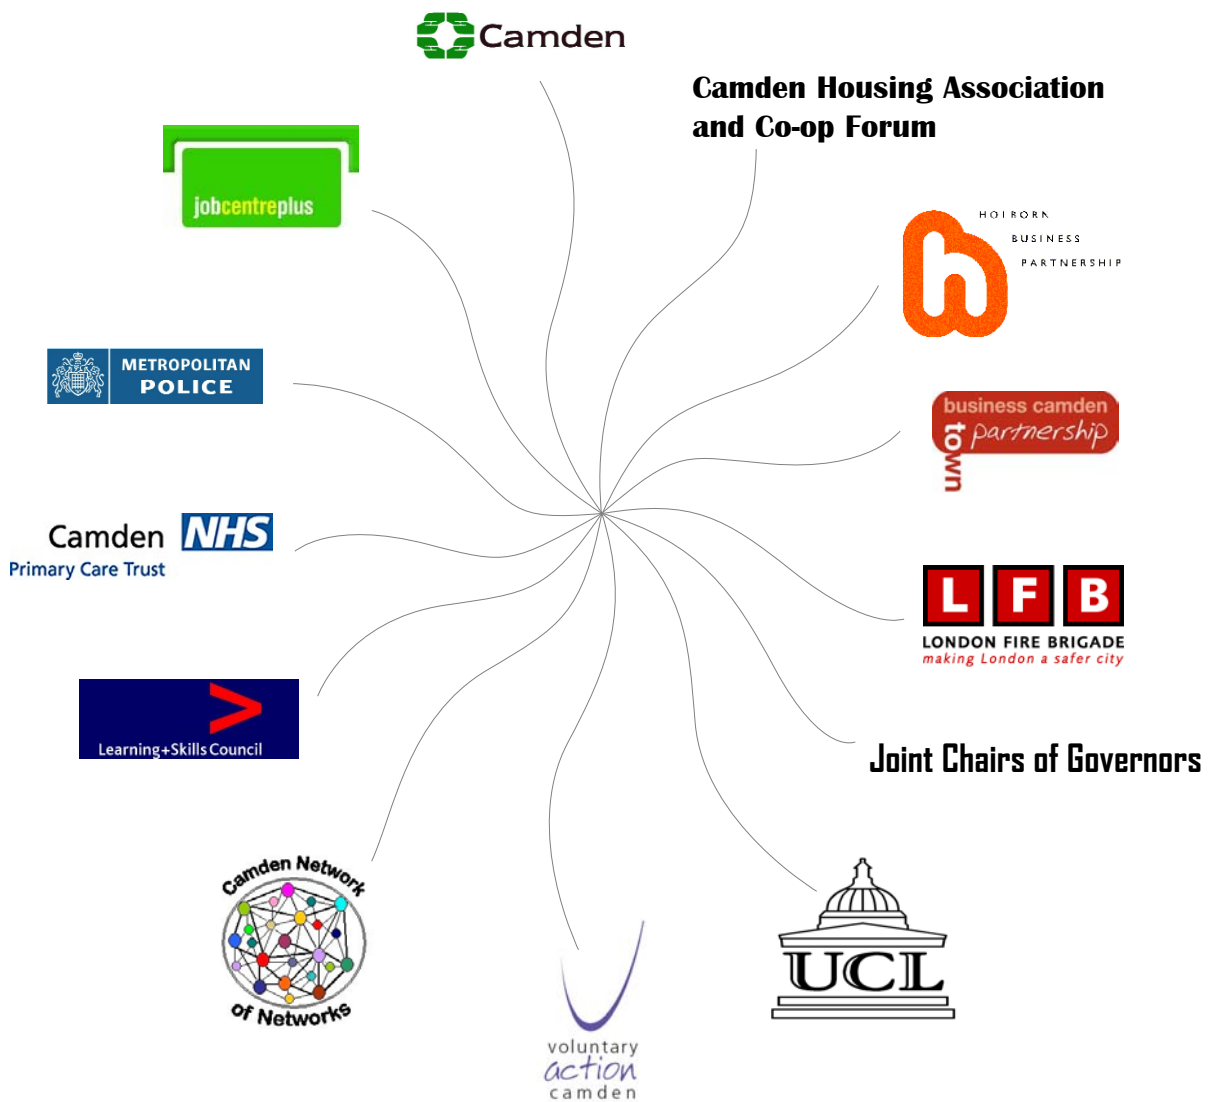 Camden
Camden Housing Association
and Co-op Forum
jobcentreplus
HOLBORN
BUSINESS
PARTNERSHIP
METROPOLITAN
POLICE
business camden
town partnership
Camden NHS
Primary Care Trust
L F B
LONDON FIRE BRIGADE
making London a safer city
Learning+Skills Council
Joint Chairs of Governors
Camden Network
of Networks
UCL
voluntary
action
camden